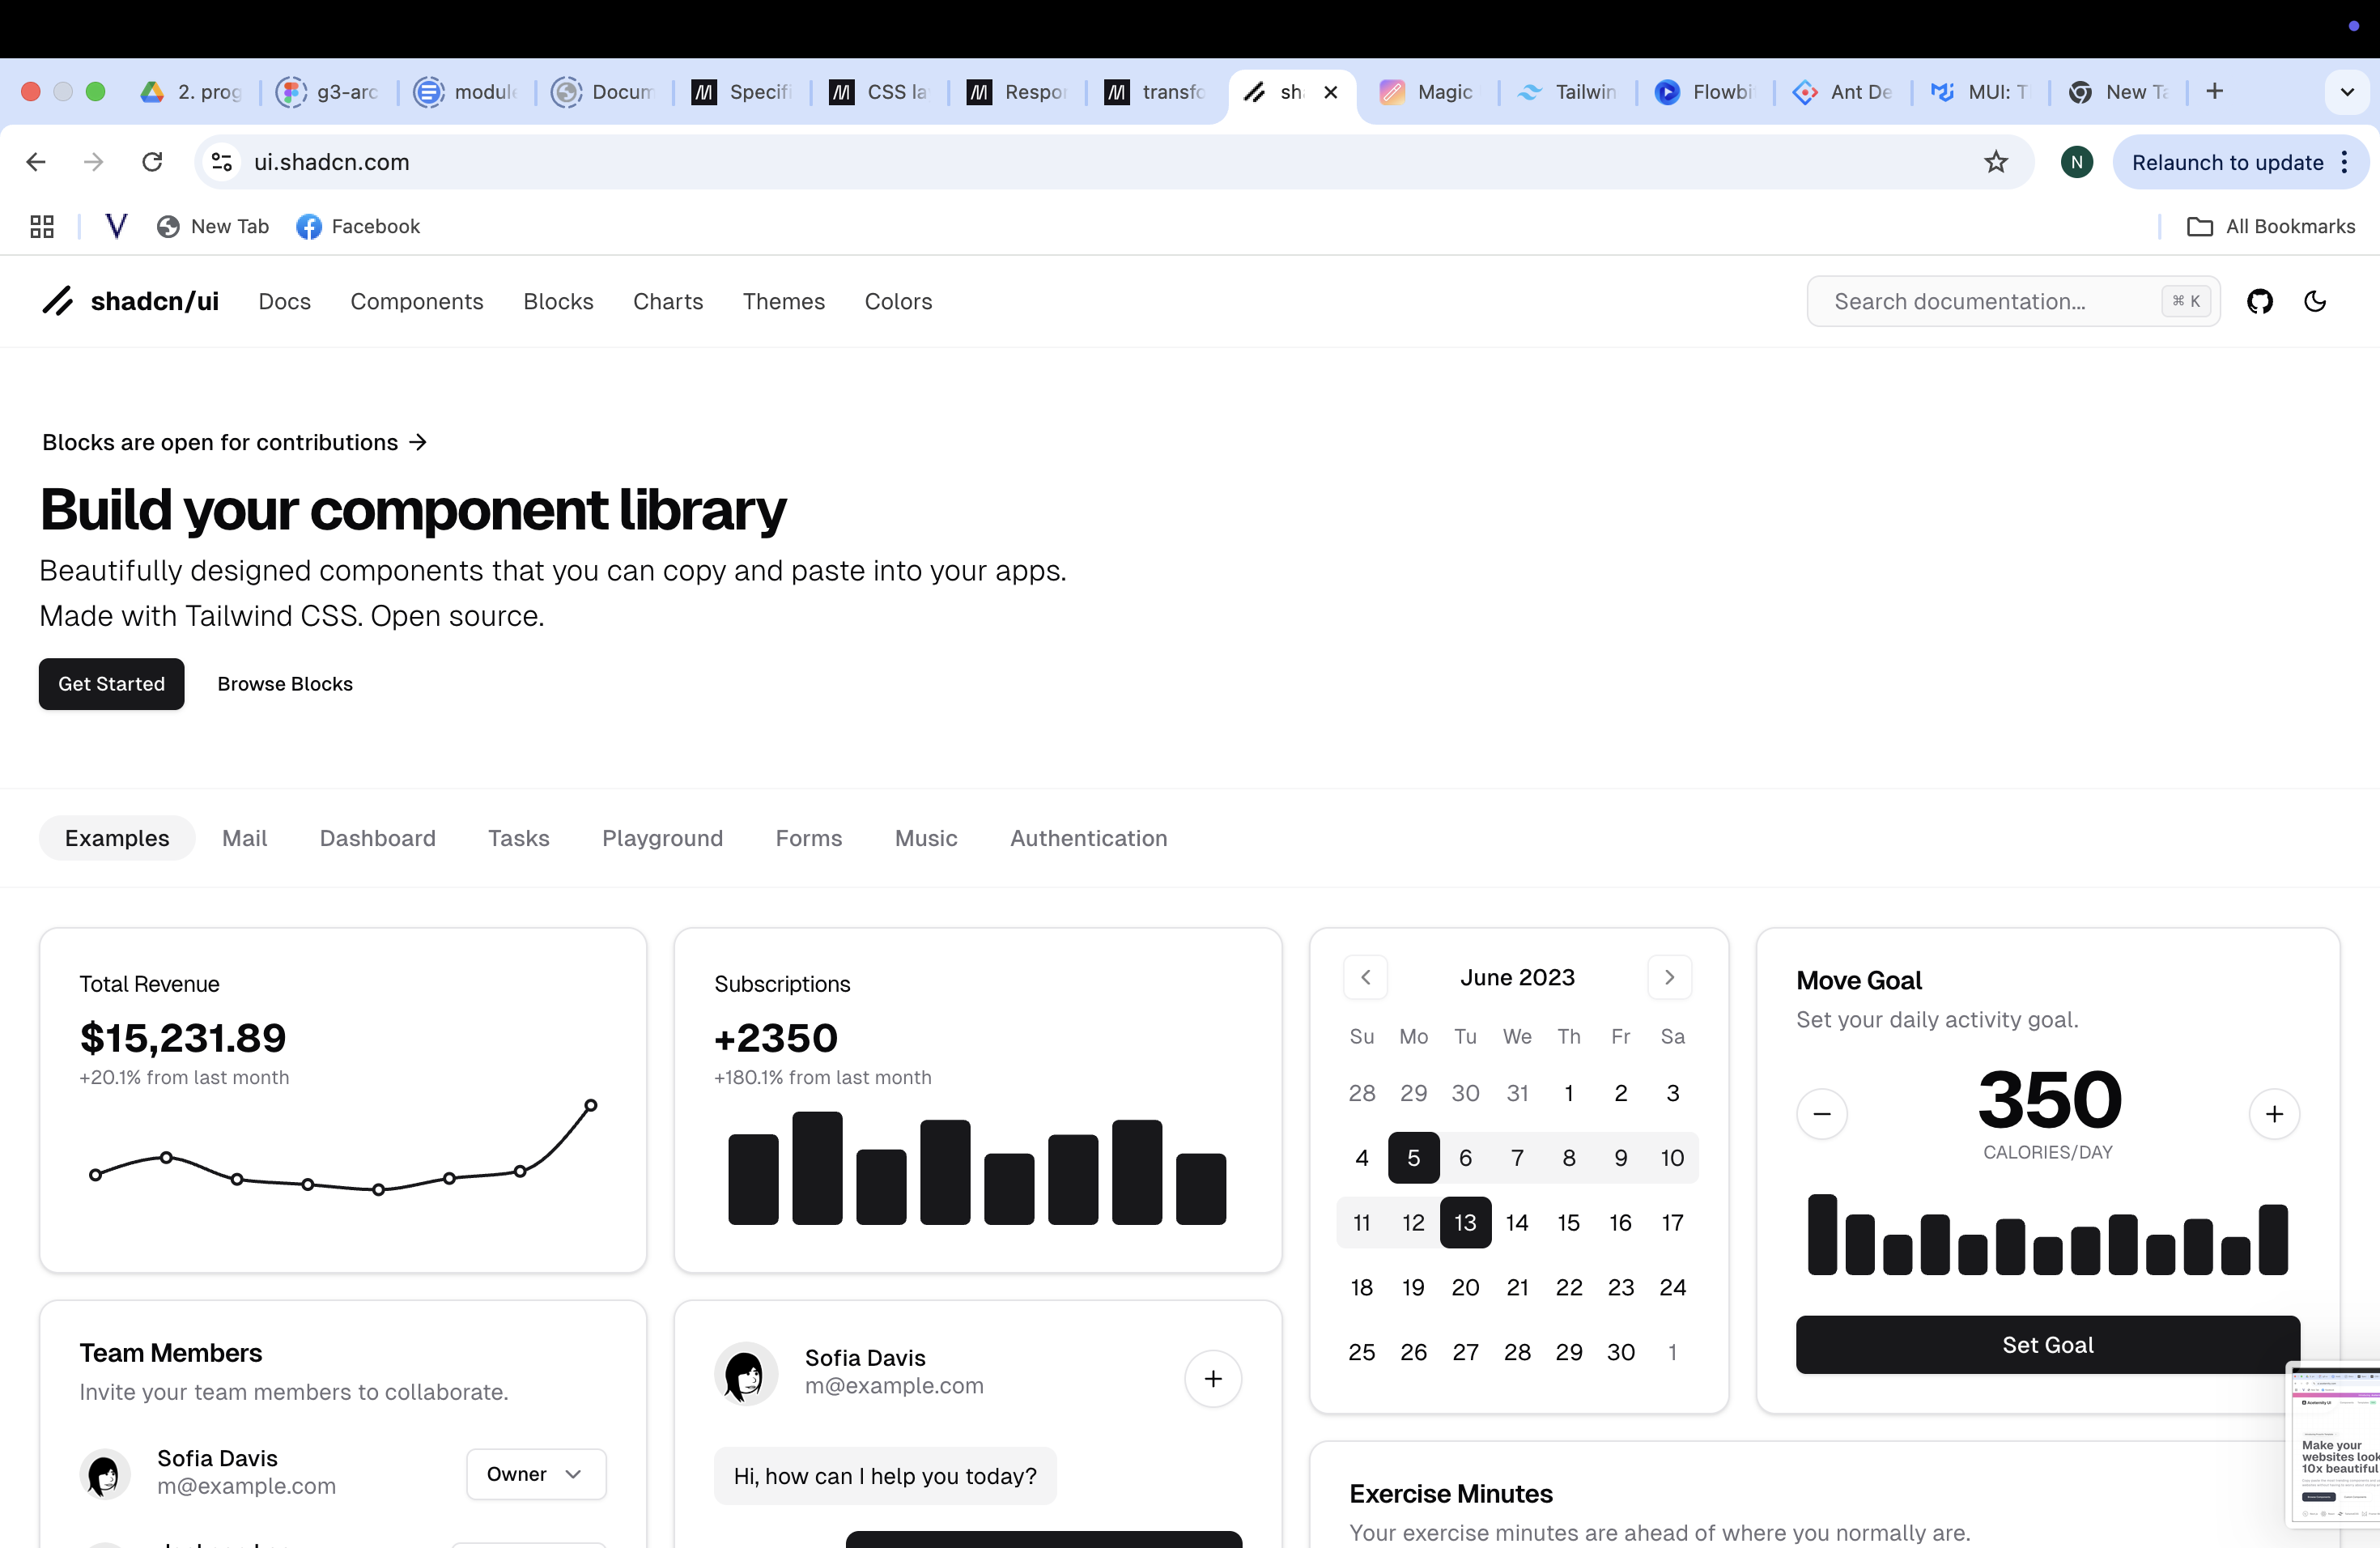 2. prog
g3-arc
module
Docum
Specifi
CSS la
Respor
transfo
sh
Magic
Tailwin
Flowbi
Ant De
MUI: T
New Ta
ui.shadcn.com
N
Relaunch to update
New Tab
Facebook
All Bookmarks
shadcn/ui
Docs
Components
Blocks
Charts
Themes
Colors
Search documentation...
⌘ K
Blocks are open for contributions →
Build your component library
Beautifully designed components that you can copy and paste into your apps.
Made with Tailwind CSS. Open source.
Get Started
Browse Blocks
Examples
Mail
Dashboard
Tasks
Playground
Forms
Music
Authentication
Total Revenue
$15,231.89
+20.1% from last month
Subscriptions
+2350
+180.1% from last month
June 2023
Su Mo Tu We Th Fr Sa
28 29 30 31 1 2 3
4 5 6 7 8 9 10
11 12 13 14 15 16 17
18 19 20 21 22 23 24
25 26 27 28 29 30 1
Move Goal
Set your daily activity goal.
350
CALORIES/DAY
Set Goal
Team Members
Invite your team members to collaborate.
Sofia Davis
m@example.com
Owner
Sofia Davis
m@example.com
Hi, how can I help you today?
Exercise Minutes
Your exercise minutes are ahead of where you normally are.
Make your
websites look
10x beautiful